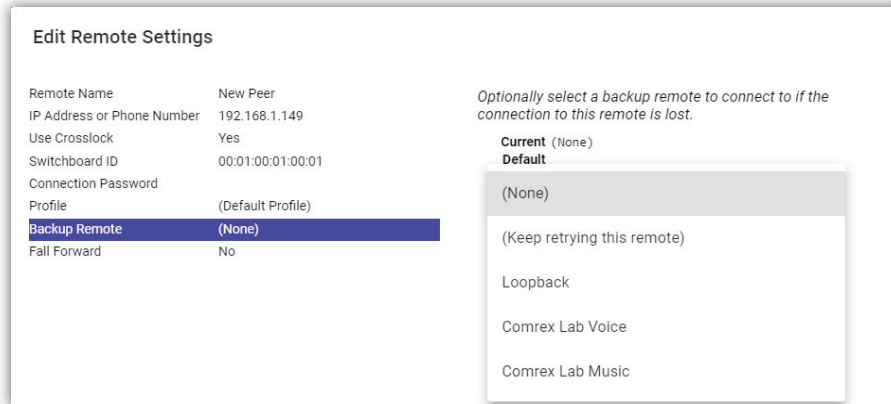 Edit Remote Settings
Remote Name New Peer
IP Address or Phone Number 192.168.1.149
Use Crosslock Yes
Switchboard ID 00:01:00:01:00:01
Connection Password
Profile (Default Profile)
Backup Remote (None)
Fall Forward No
Optionally select a backup remote to connect to if the
connection to this remote is lost.
Current (None)
Default
(None)
(Keep retrying this remote)
Loopback
Comrex Lab Voice
Comrex Lab Music